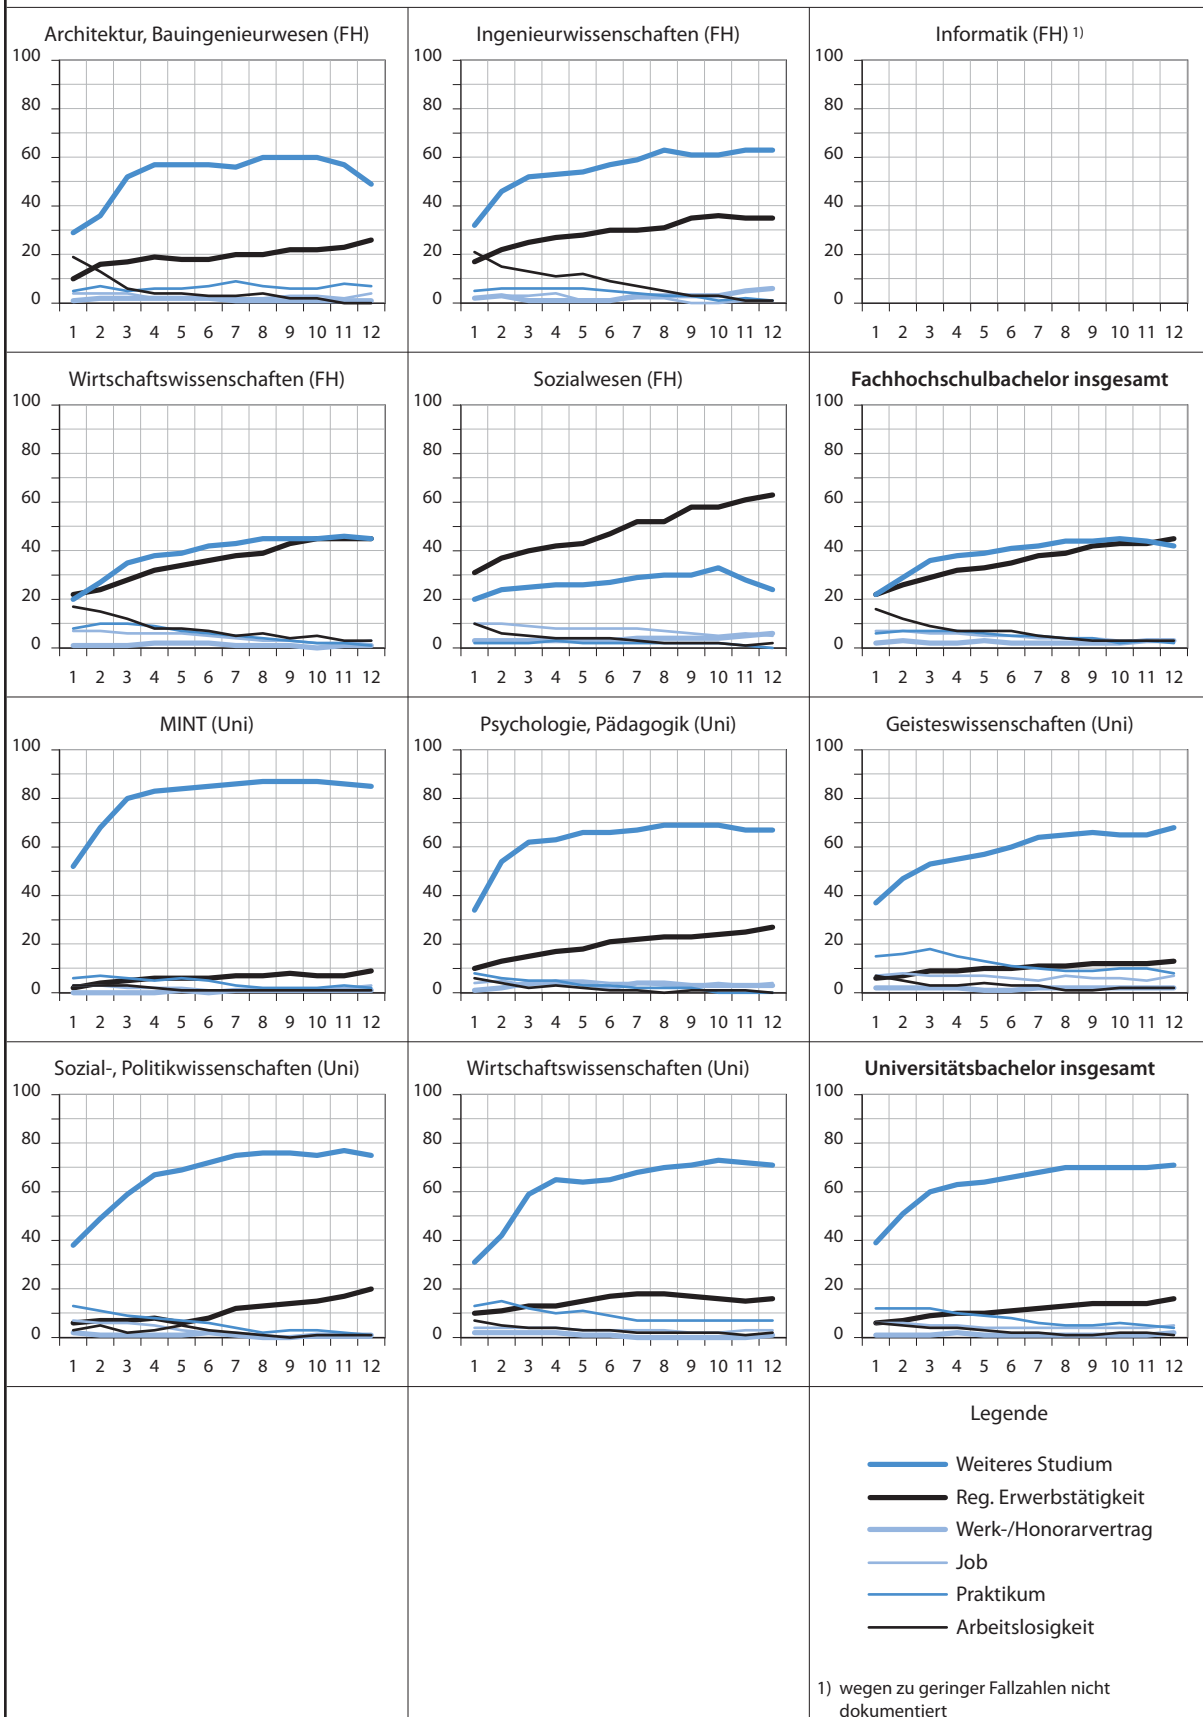 Architektur, Bauingenieurwesen (FH)
100
80
60
40
20
0
1 2 3 4 5 6 7 8 9 10 11 12
Ingenieurwissenschaften (FH)
100
80
60
40
20
0
1 2 3 4 5 6 7 8 9 10 11 12
Informatik (FH) 1)
100
80
60
40
20
0
1 2 3 4 5 6 7 8 9 10 11 12
Wirtschaftswissenschaften (FH)
100
80
60
40
20
0
1 2 3 4 5 6 7 8 9 10 11 12
Sozialwesen (FH)
100
80
60
40
20
0
1 2 3 4 5 6 7 8 9 10 11 12
Fachhochschulbachelor insgesamt
100
80
60
40
20
0
1 2 3 4 5 6 7 8 9 10 11 12
MINT (Uni)
100
80
60
40
20
0
1 2 3 4 5 6 7 8 9 10 11 12
Psychologie, Pädagogik (Uni)
100
80
60
40
20
0
1 2 3 4 5 6 7 8 9 10 11 12
Geisteswissenschaften (Uni)
100
80
60
40
20
0
1 2 3 4 5 6 7 8 9 10 11 12
Sozial-, Politikwissenschaften (Uni)
100
80
60
40
20
0
1 2 3 4 5 6 7 8 9 10 11 12
Wirtschaftswissenschaften (Uni)
100
80
60
40
20
0
1 2 3 4 5 6 7 8 9 10 11 12
Universitätsbachelor insgesamt
100
80
60
40
20
0
1 2 3 4 5 6 7 8 9 10 11 12
Legende
Weiteres Studium
Reg. Erwerbstätigkeit
Werk-/Honorarvertrag
Job
Praktikum
Arbeitslosigkeit
1) wegen zu geringer Fallzahlen nicht
dokumentiert